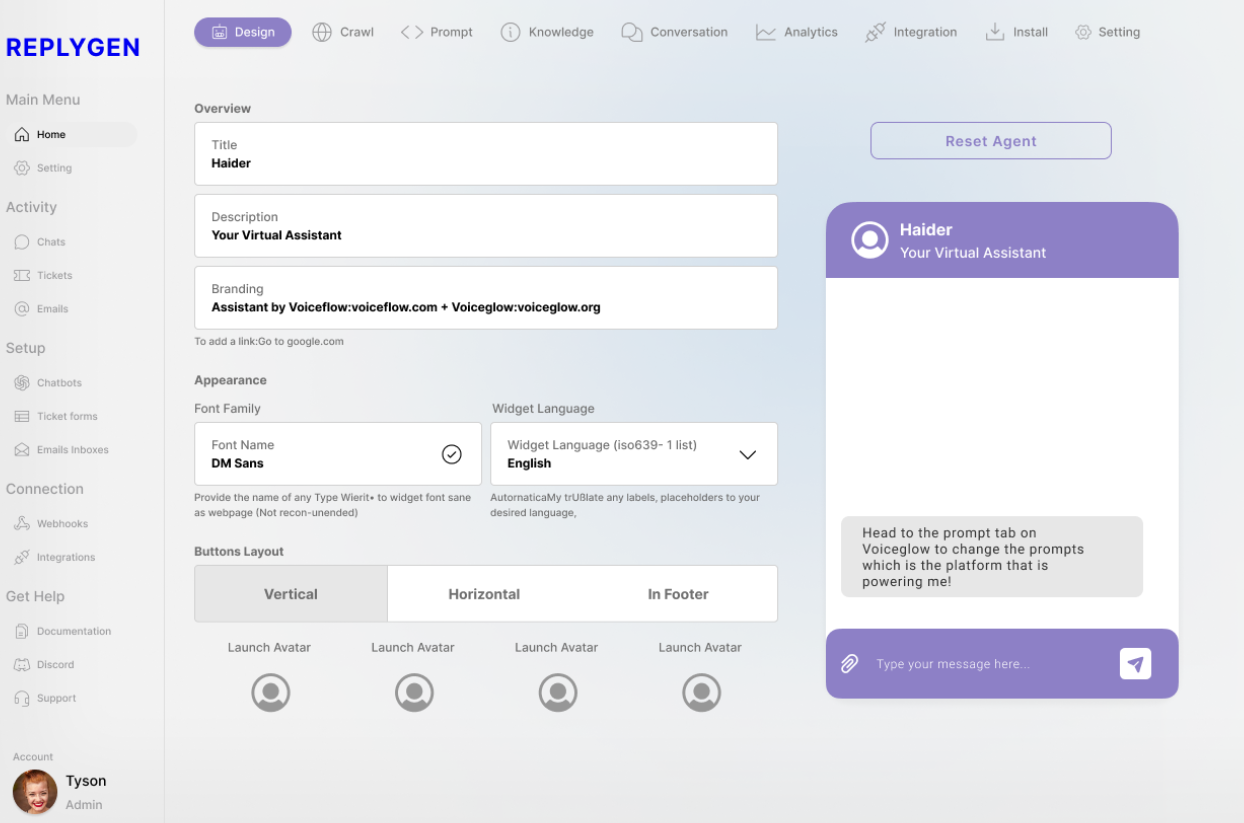 REPLYGEN
Main Menu
Home
Setting
Activity
Chats
Tickets
Emails
Setup
Chatbots
Ticket forms
Emails Inboxes
Connection
Webhooks
Integrations
Get Help
Documentation
Discord
Support
Account
Tyson
Admin
Design
Crawl
Prompt
Knowledge
Conversation
Analytics
Integration
Install
Setting
Overview
Title
Haider
Description
Your Virtual Assistant
Branding
Assistant by Voiceflow:voiceflow.com + Voiceglow:voiceglow.org
To add a link:Go to google.com
Appearance
Font Family
Font Name
DM Sans
Provide the name of any Type Wierit• to widget font sane
as webpage (Not recon-unended)
Widget Language
Widget Language (iso639- 1 list)
English
AutornaticaMy trU8late any labels, placeholders to your
desired language,
Buttons Layout
Vertical
Horizontal
In Footer
Launch Avatar
Launch Avatar
Launch Avatar
Launch Avatar
Reset Agent
Haider
Your Virtual Assistant
Head to the prompt tab on
Voiceglow to change the prompts
which is the platform that is
powering me!
Type your message here...